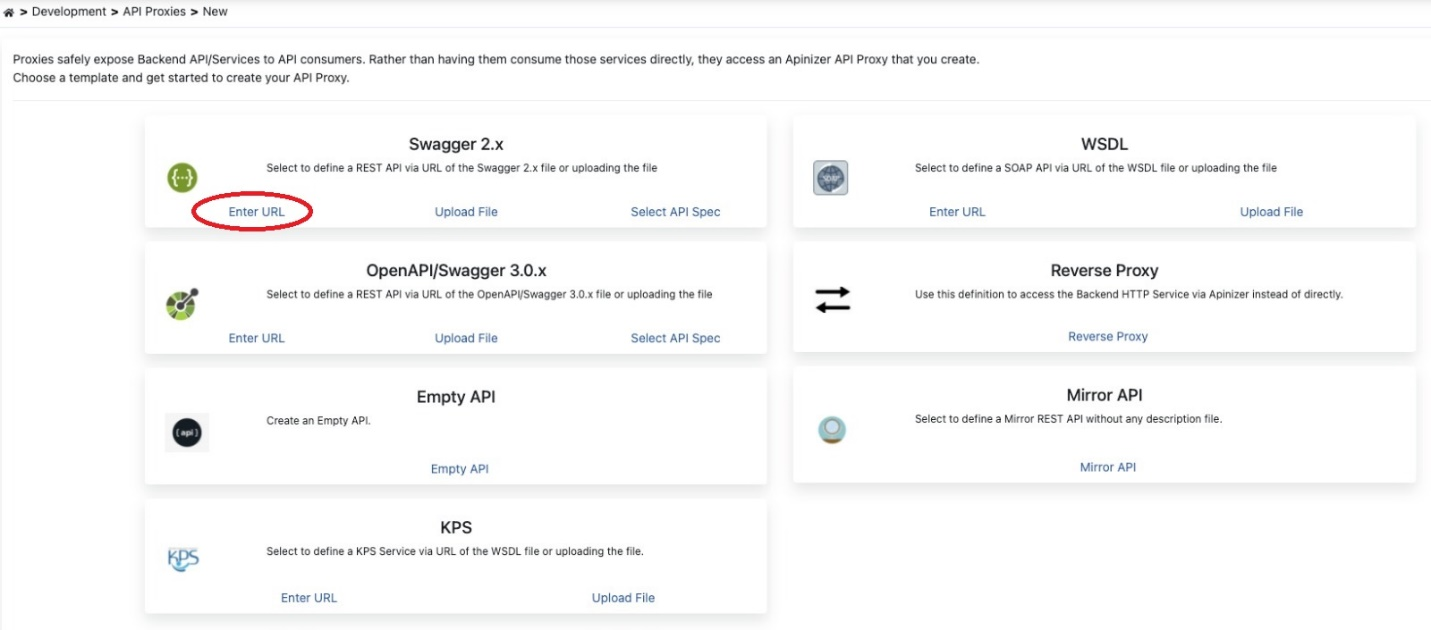 > Development > API Proxies > New
Proxies safely expose Backend API/Services to API consumers. Rather than having them consume those services directly, they access an Apinizer API Proxy that you create.
Choose a template and get started to create your API Proxy.
Swagger 2.x
Select to define a REST API via URL of the Swagger 2.x file or uploading the file
{...}
Enter URL Upload File Select API Spec
WSDL
Select to define a SOAP API via URL of the WSDL file or uploading the file
SOAP
Enter URL Upload File
OpenAPI/Swagger 3.0.x
Select to define a REST API via URL of the OpenAPI/Swagger 3.0.x file or uploading the file
Enter URL Upload File Select API Spec
Reverse Proxy
Use this definition to access the Backend HTTP Service via Apinizer instead of directly.
Reverse Proxy
Empty API
Create an Empty API.
{api}
Empty API
Mirror API
Select to define a Mirror REST API without any description file.
Mirror API
KPS
Select to define a KPS Service via URL of the WSDL file or uploading the file.
KPS
Enter URL Upload File